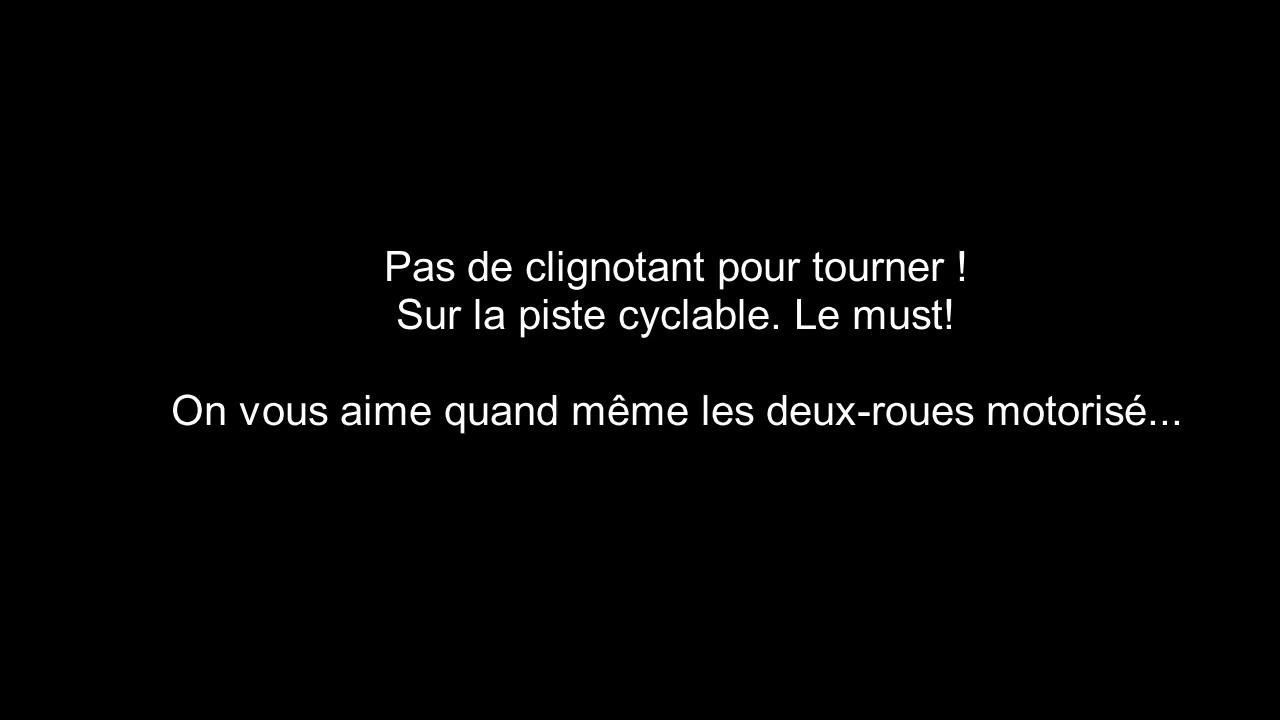 Pas de clignotant pour tourner !
Sur la piste cyclable. Le must!
On vous aime quand même les deux-roues motorisé...